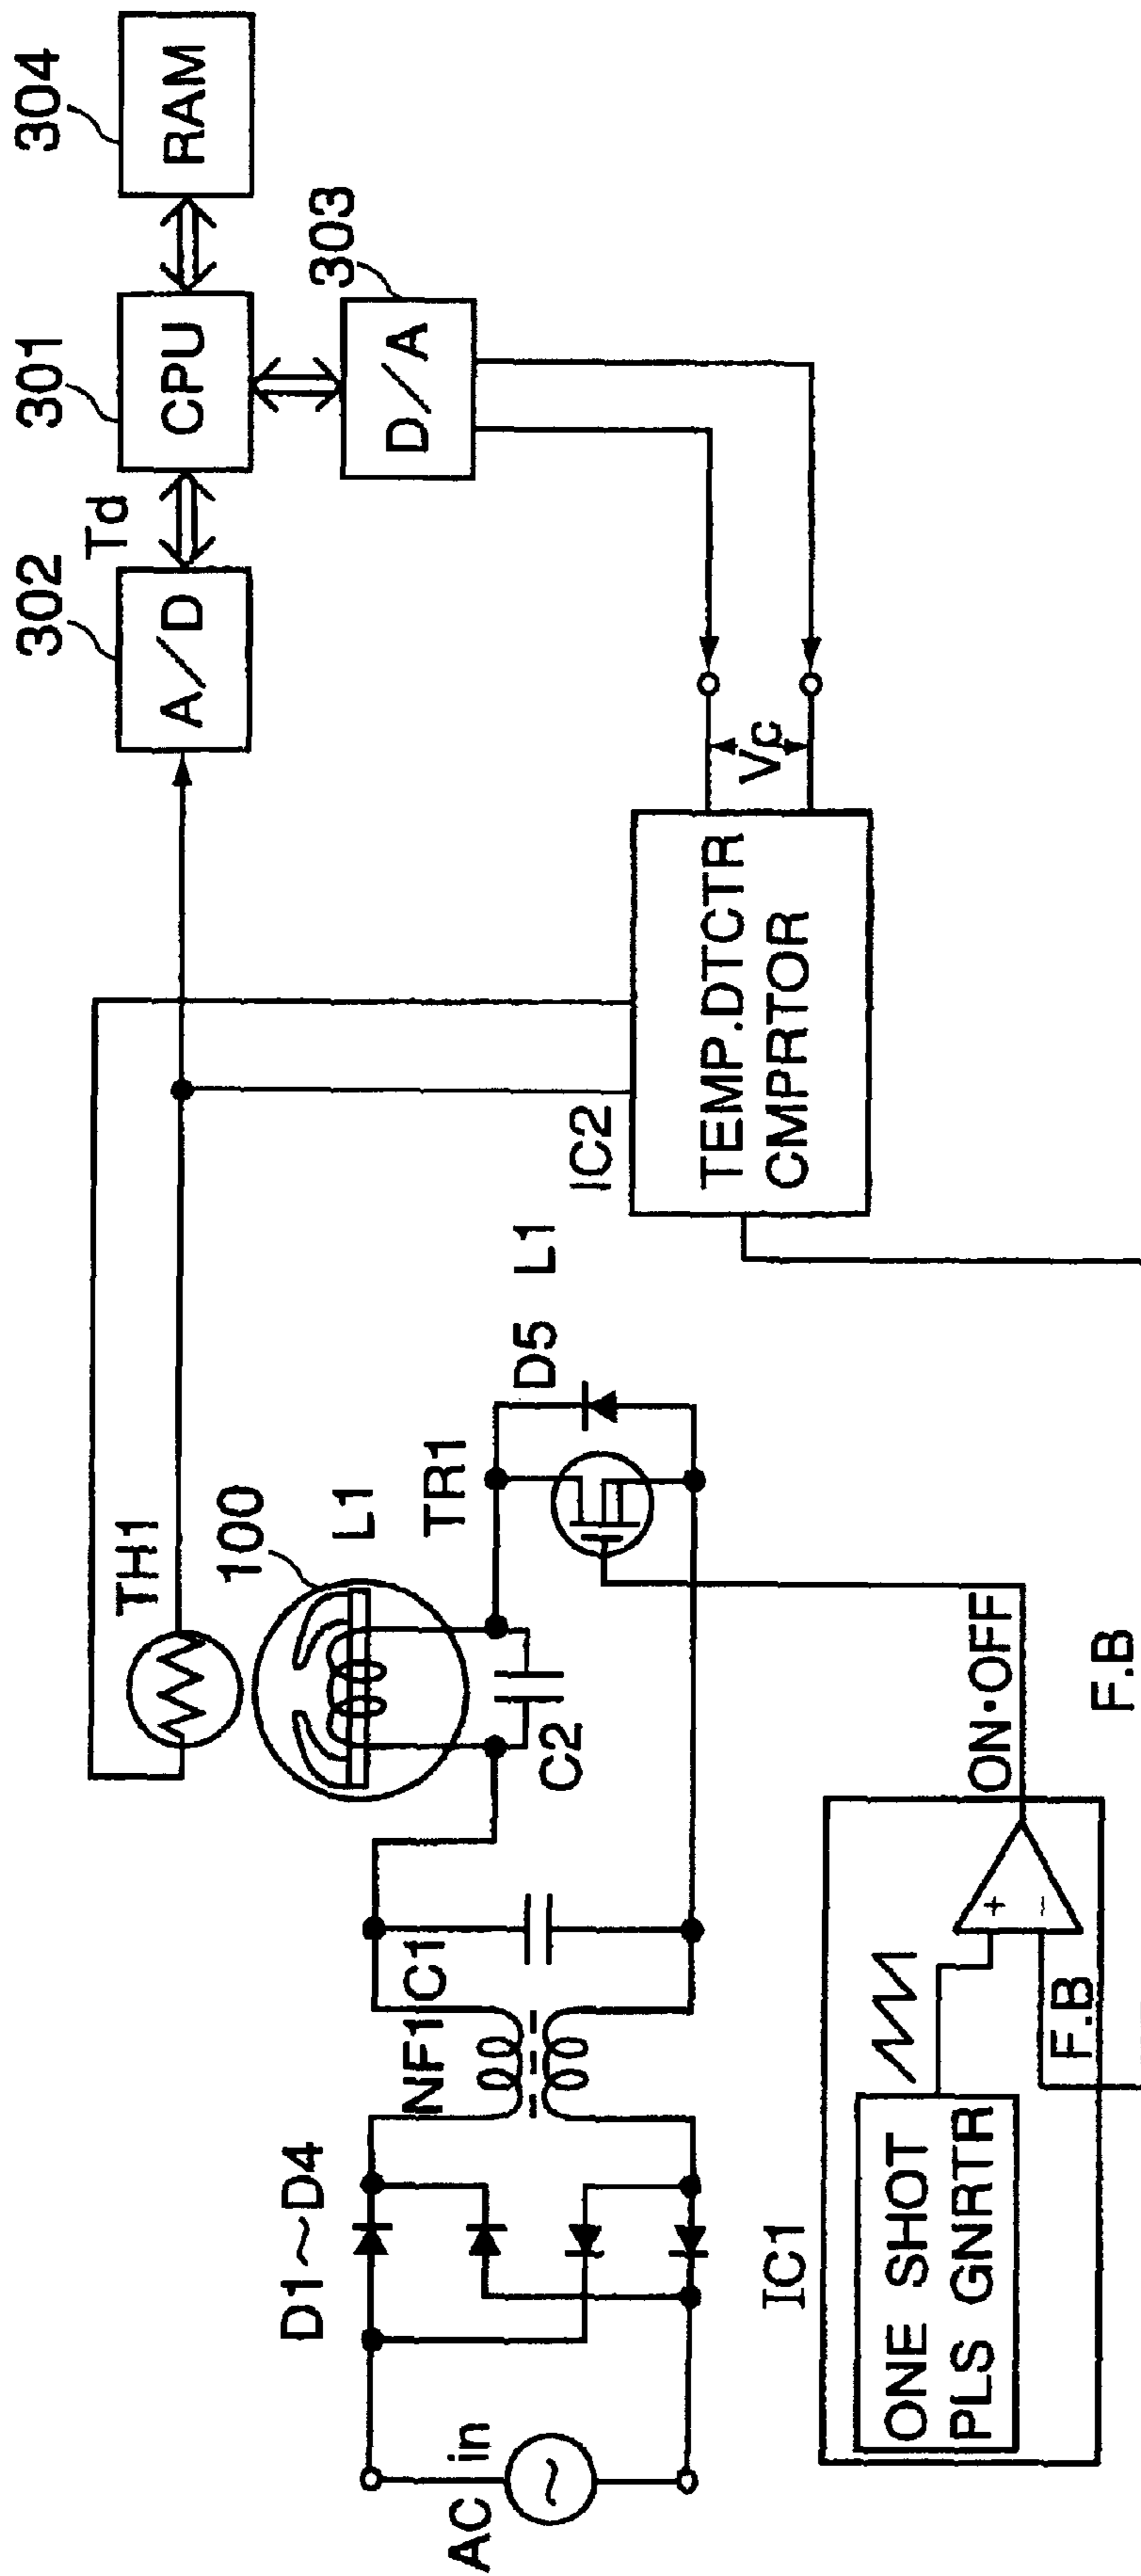 304
RAM
301
CPU
303
D/A
Td
302
A/D
Vc
IC2
TEMP.DTCTR
CMPRTOR
TH1
100
L1
TR1
D5
L1
C2
NF1
C1
D1~D4
AC in
~
IC1
ONE SHOT
PLS GNRTR
+
−
F.B
ON·OFF
F.B